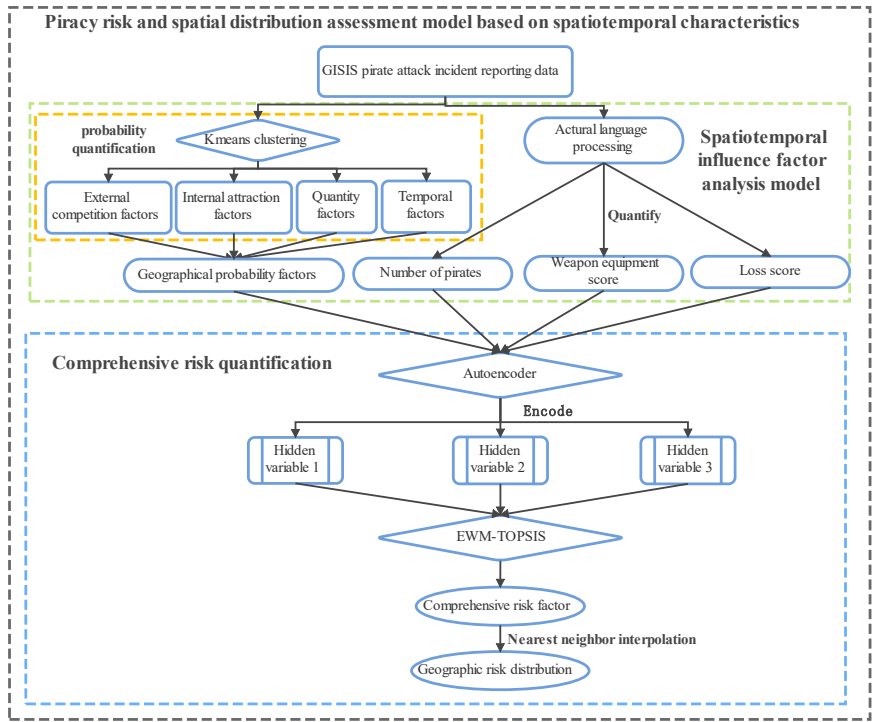 Piracy risk and spatial distribution assessment model based on spatiotemporal characteristics
GISIS pirate attack incident reporting data
probability
quantification
Kmeans clustering
Actural language
processing
Spatiotemporal
influence factor
analysis model
External
competition factors
Internal attraction
factors
Quantity
factors
Temporal
factors
Quantify
Geographical probability factors
Number of pirates
Weapon equipment
score
Loss score
Comprehensive risk quantification
Autoencoder
Encode
Hidden
variable 1
Hidden
variable 2
Hidden
variable 3
EWM-TOPSIS
Comprehensive risk factor
Nearest neighbor interpolation
Geographic risk distribution